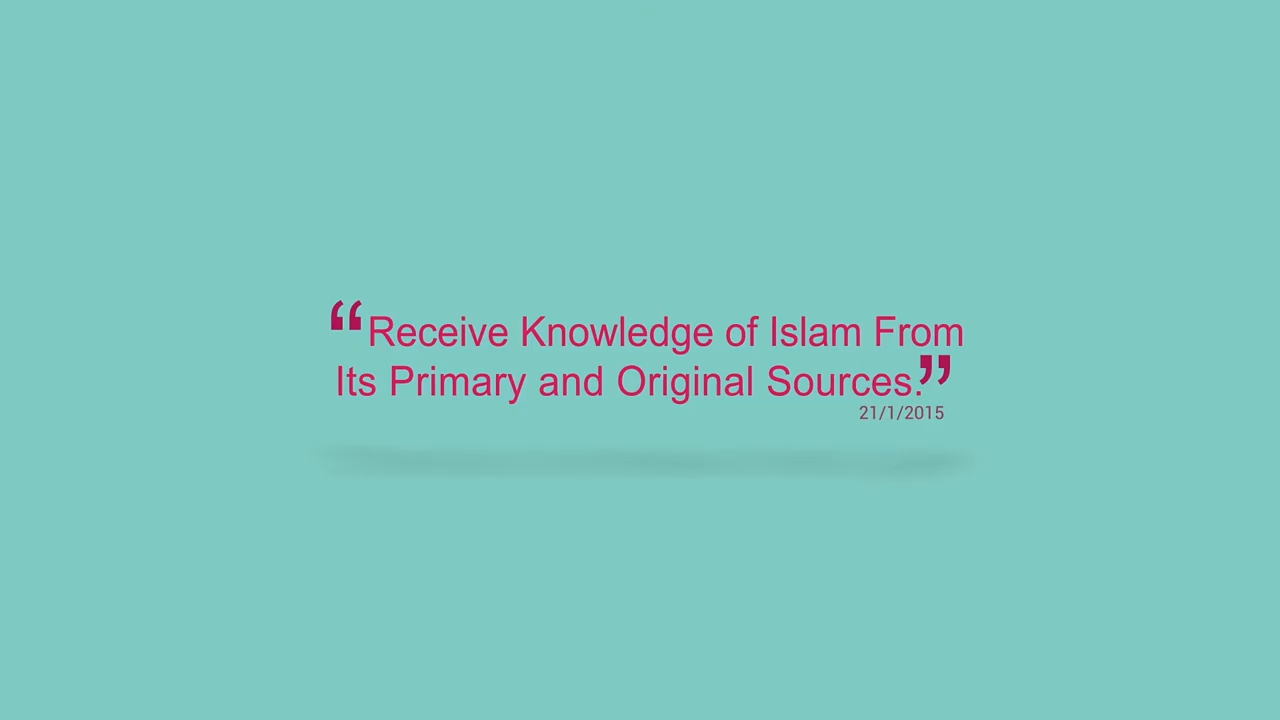 “Receive Knowledge of Islam From
Its Primary and Original Sources.”
21/1/2015